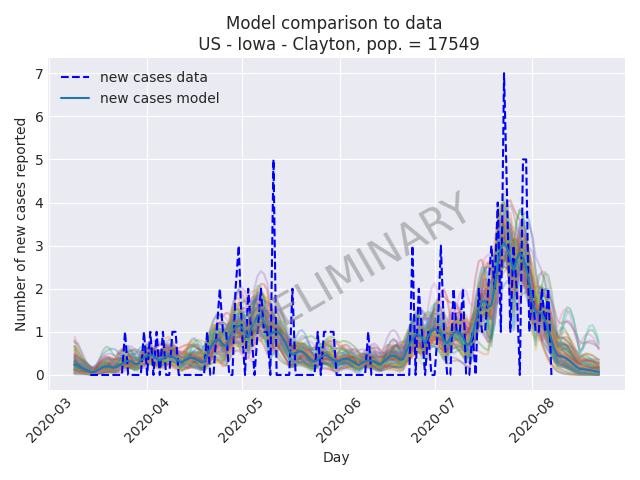 Model comparison to data
US - Iowa - Clayton, pop. = 17549
7
6
5
4
3
2
1
0
Number of new cases reported
new cases data
new cases model
2020-03
2020-04
2020-05
2020-06
2020-07
2020-08
Day